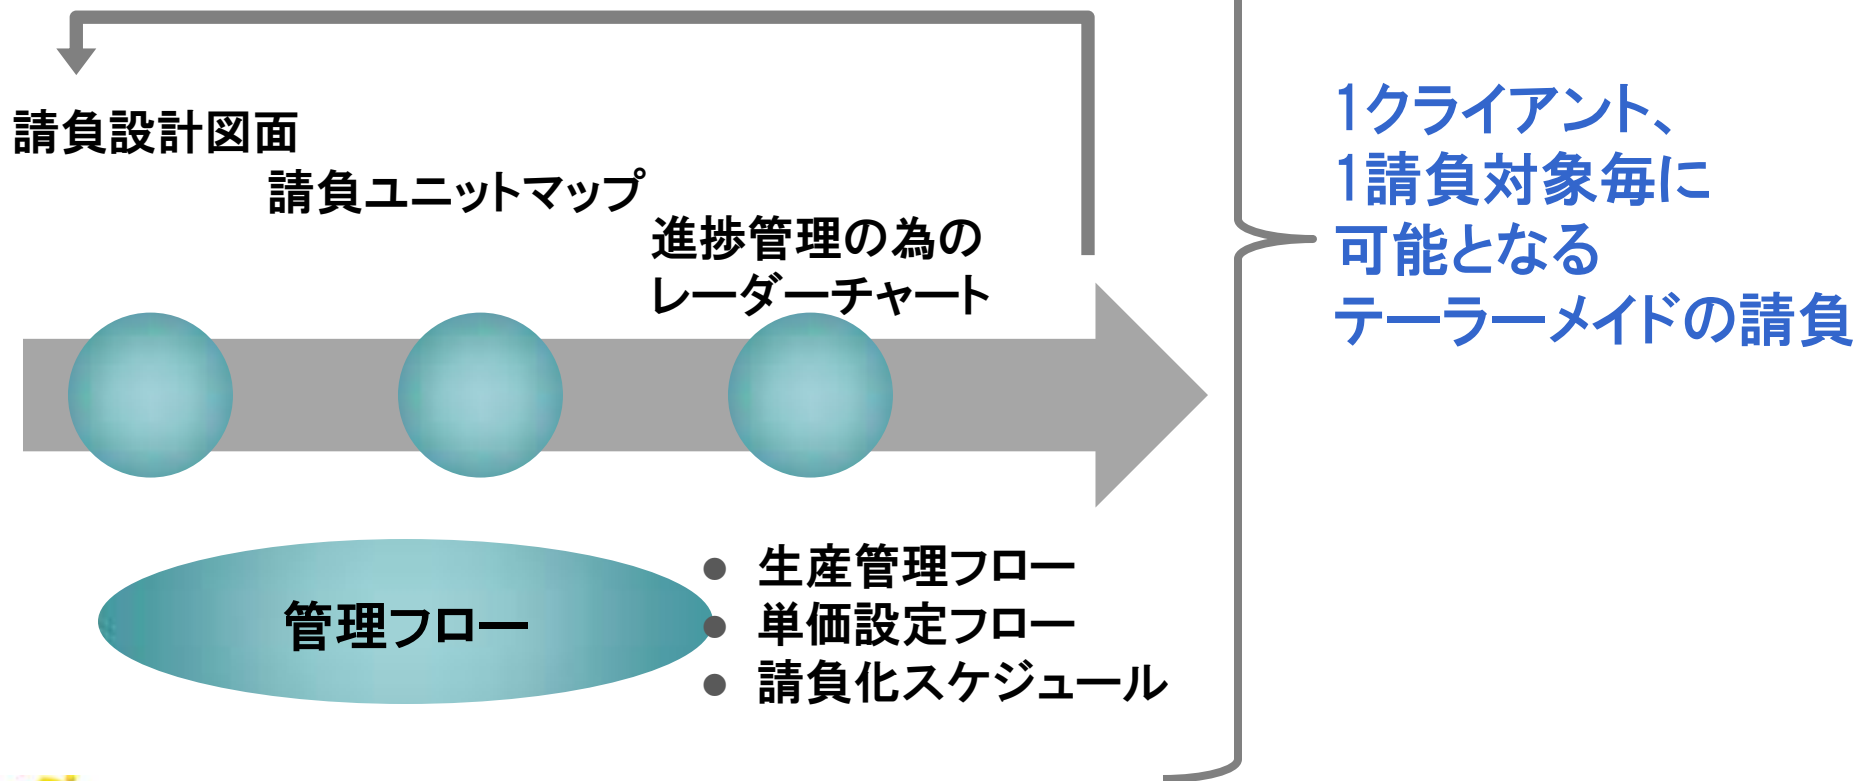 請負設計図面
請負ユニットマップ
進捗管理の為の
レーダーチャート
管理フロー
● 生産管理フロー
● 単価設定フロー
● 請負化スケジュール
1クライアント、
1請負対象毎に
可能となる
テーラーメイドの請負